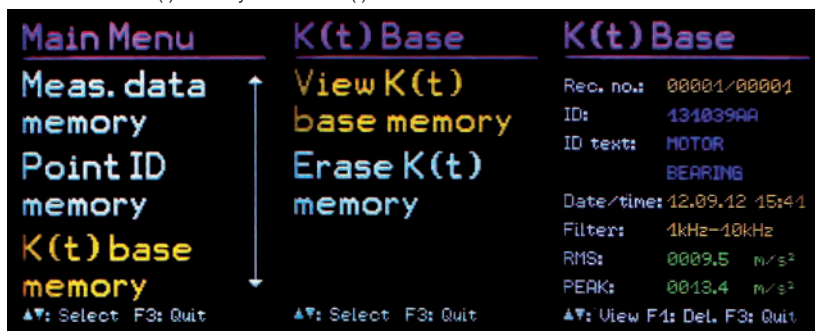 Main Menu
Meas. data
memory
Point ID
memory
K(t) base
memory
▲▼: Select F3: Quit
K(t) Base
View K(t)
base memory
Erase K(t)
memory
▲▼: Select F3: Quit
K(t) Base
Rec. no.: 00001/00001
ID: 131039AA
ID text: MOTOR
BEARING
Date/time: 12.09.12 15:41
Filter: 1kHz-10kHz
RMS: 0009.5 m/s²
PEAK: 0013.4 m/s²
▲▼: View F1: Del. F3: Quit